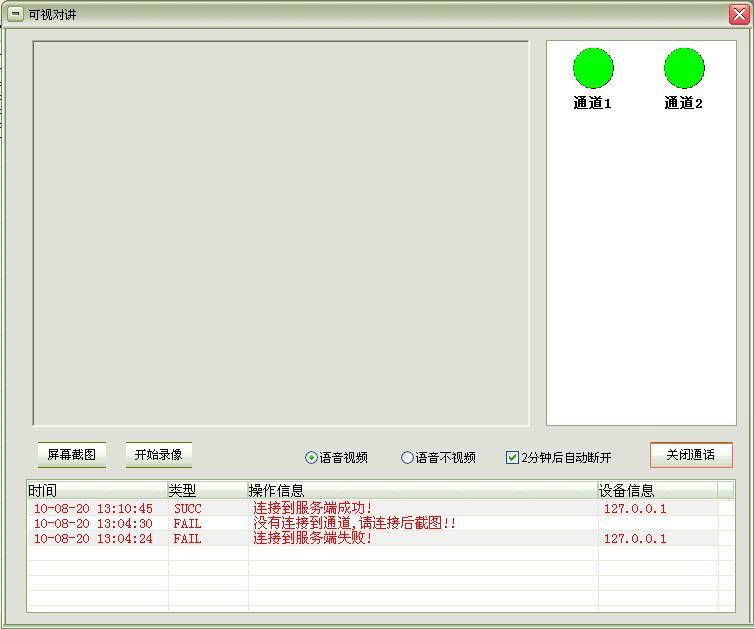 可视对讲
通道1 通道2
屏幕截图 开始录像 语音视频 语音不视频 2分钟后自动断开 关闭通话
时间 类型 操作信息 设备信息
10-08-20 13:10:45 SUCC 连接到服务端成功! 127.0.0.1
10-08-20 13:04:30 FAIL 没有连接到通道,请连接后截图!!
10-08-20 13:04:24 FAIL 连接到服务端失败! 127.0.0.1